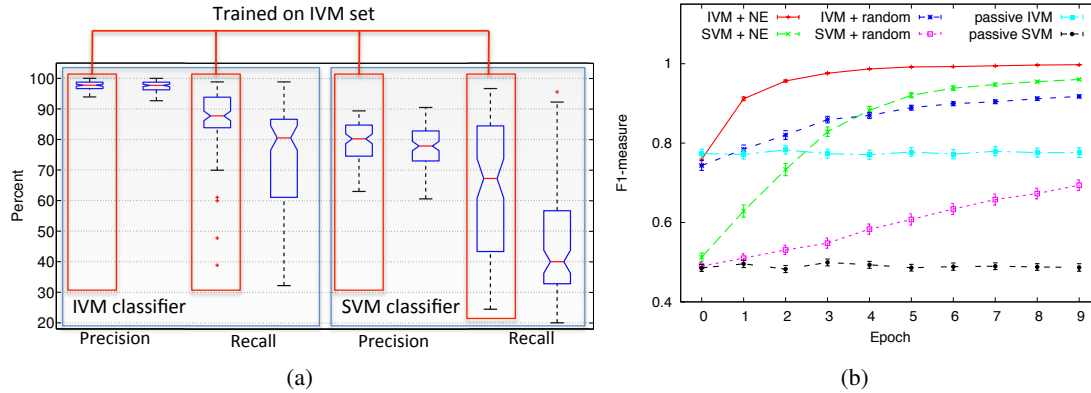 Trained on IVM set
100
90
80
70
60
50
40
30
20
Percent
IVM classifier
SVM classifier
Precision
Recall
Precision
Recall
(a)
IVM + NE
SVM + NE
IVM + random
SVM + random
passive IVM
passive SVM
1
0.8
0.6
0.4
F1-measure
0 1 2 3 4 5 6 7 8 9
Epoch
(b)